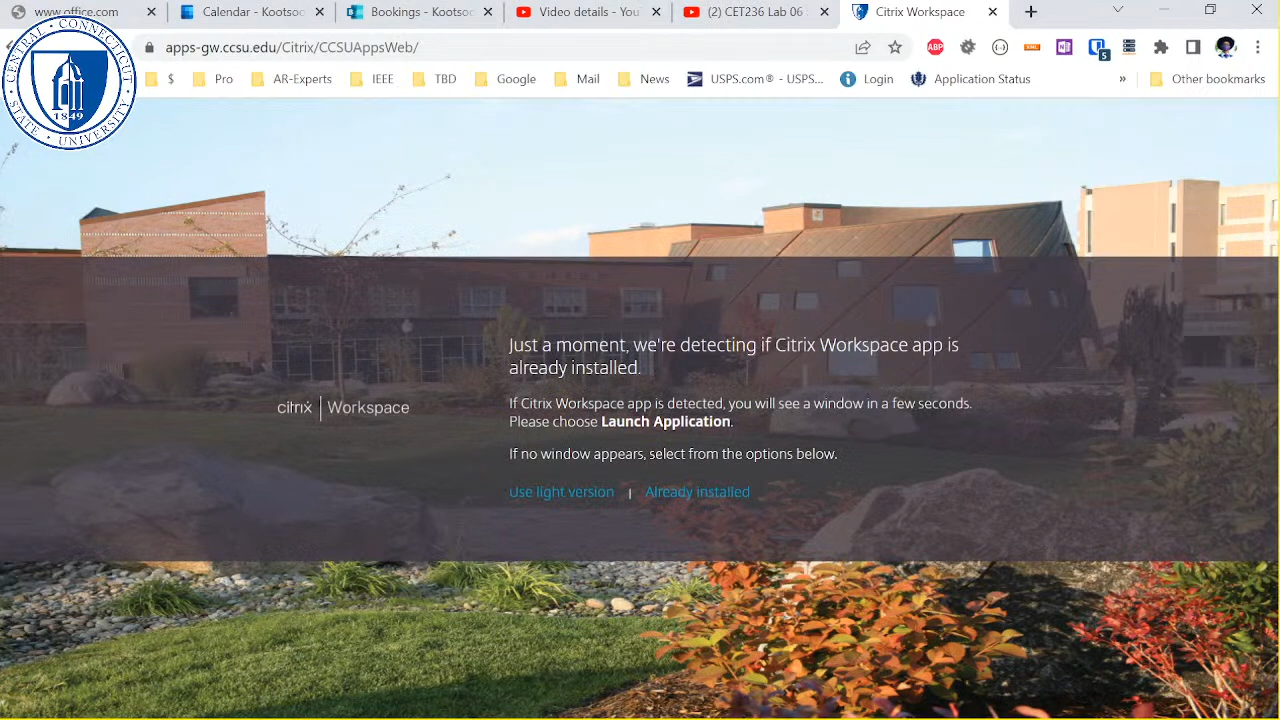 www.office.com
Calendar - Kootsoo
Bookings - Kootsoo
Video details - You
(2) CET236 Lab 06
Citrix Workspace
apps-gw.ccsu.edu/Citrix/CCSUAppsWeb/
ABP
XML
N
5
$
Pro
AR-Experts
IEEE
TBD
Google
Mail
News
USPS.com® - USPS...
Login
Application Status
»
Other bookmarks
CENTRAL CONNECTICUT
STATE UNIVERSITY
1849
Just a moment, we're detecting if Citrix Workspace app is
already installed.
citrix | Workspace
If Citrix Workspace app is detected, you will see a window in a few seconds.
Please choose Launch Application.
If no window appears, select from the options below.
Use light version | Already installed